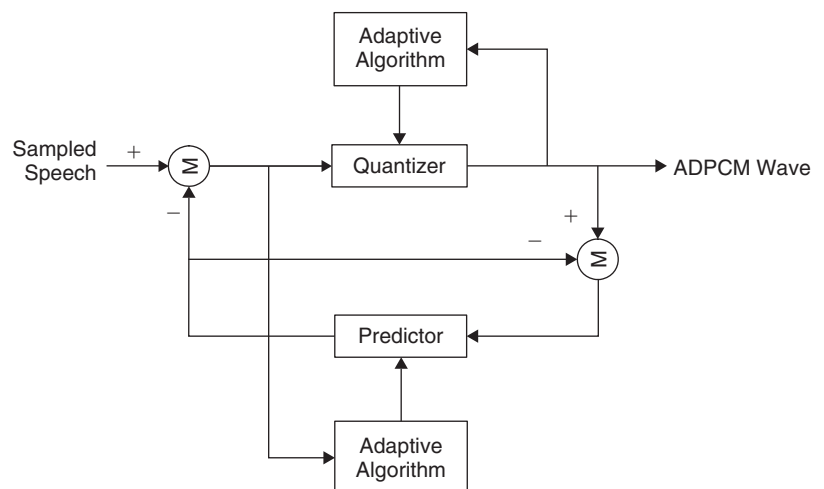 Adaptive
Algorithm
Sampled
Speech
+
M
Quantizer
ADPCM Wave
−
+
−
M
Predictor
Adaptive
Algorithm